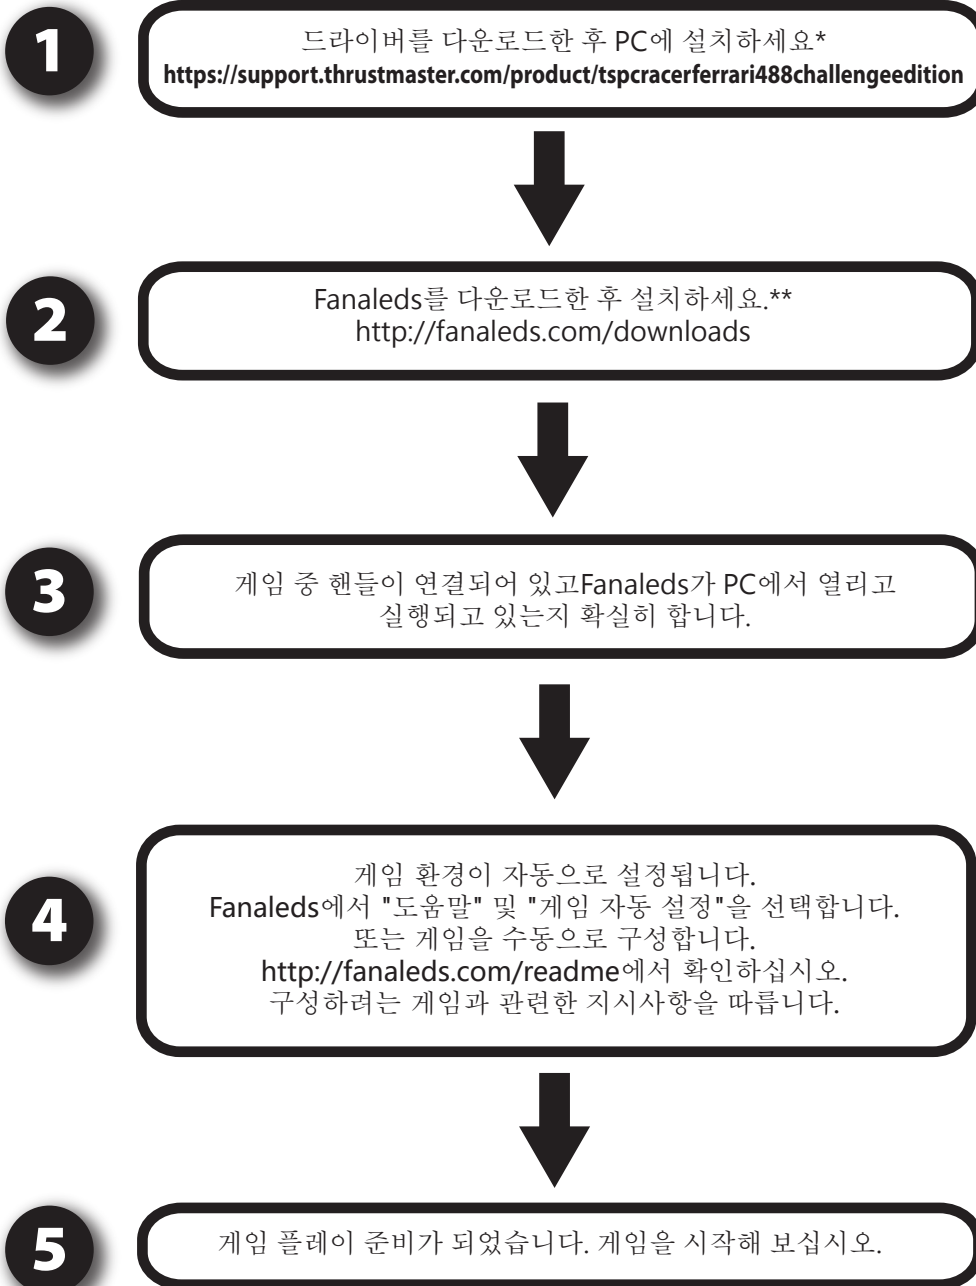 1
드라이버를 다운로드한 후 PC에 설치하세요*
https://support.thrustmaster.com/product/tspcracerferrari488challengeedition
2
Fanaleds를 다운로드한 후 설치하세요.**
http://fanaleds.com/downloads
3
게임 중 핸들이 연결되어 있고Fanaleds가 PC에서 열리고
실행되고 있는지 확실히 합니다.
4
게임 환경이 자동으로 설정됩니다.
Fanaleds에서 "도움말" 및 "게임 자동 설정"을 선택합니다.
또는 게임을 수동으로 구성합니다.
http://fanaleds.com/readme에서 확인하십시오.
구성하려는 게임과 관련한 지시사항을 따릅니다.
5
게임 플레이 준비가 되었습니다. 게임을 시작해 보십시오.